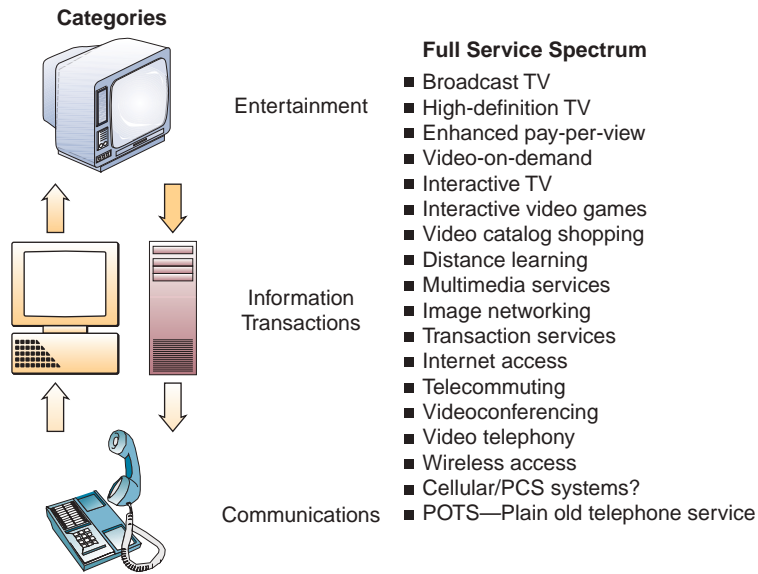 Categories
Entertainment
Information
Transactions
Communications
Full Service Spectrum
■ Broadcast TV
■ High-definition TV
■ Enhanced pay-per-view
■ Video-on-demand
■ Interactive TV
■ Interactive video games
■ Video catalog shopping
■ Distance learning
■ Multimedia services
■ Image networking
■ Transaction services
■ Internet access
■ Telecommuting
■ Videoconferencing
■ Video telephony
■ Wireless access
■ Cellular/PCS systems?
■ POTS—Plain old telephone service